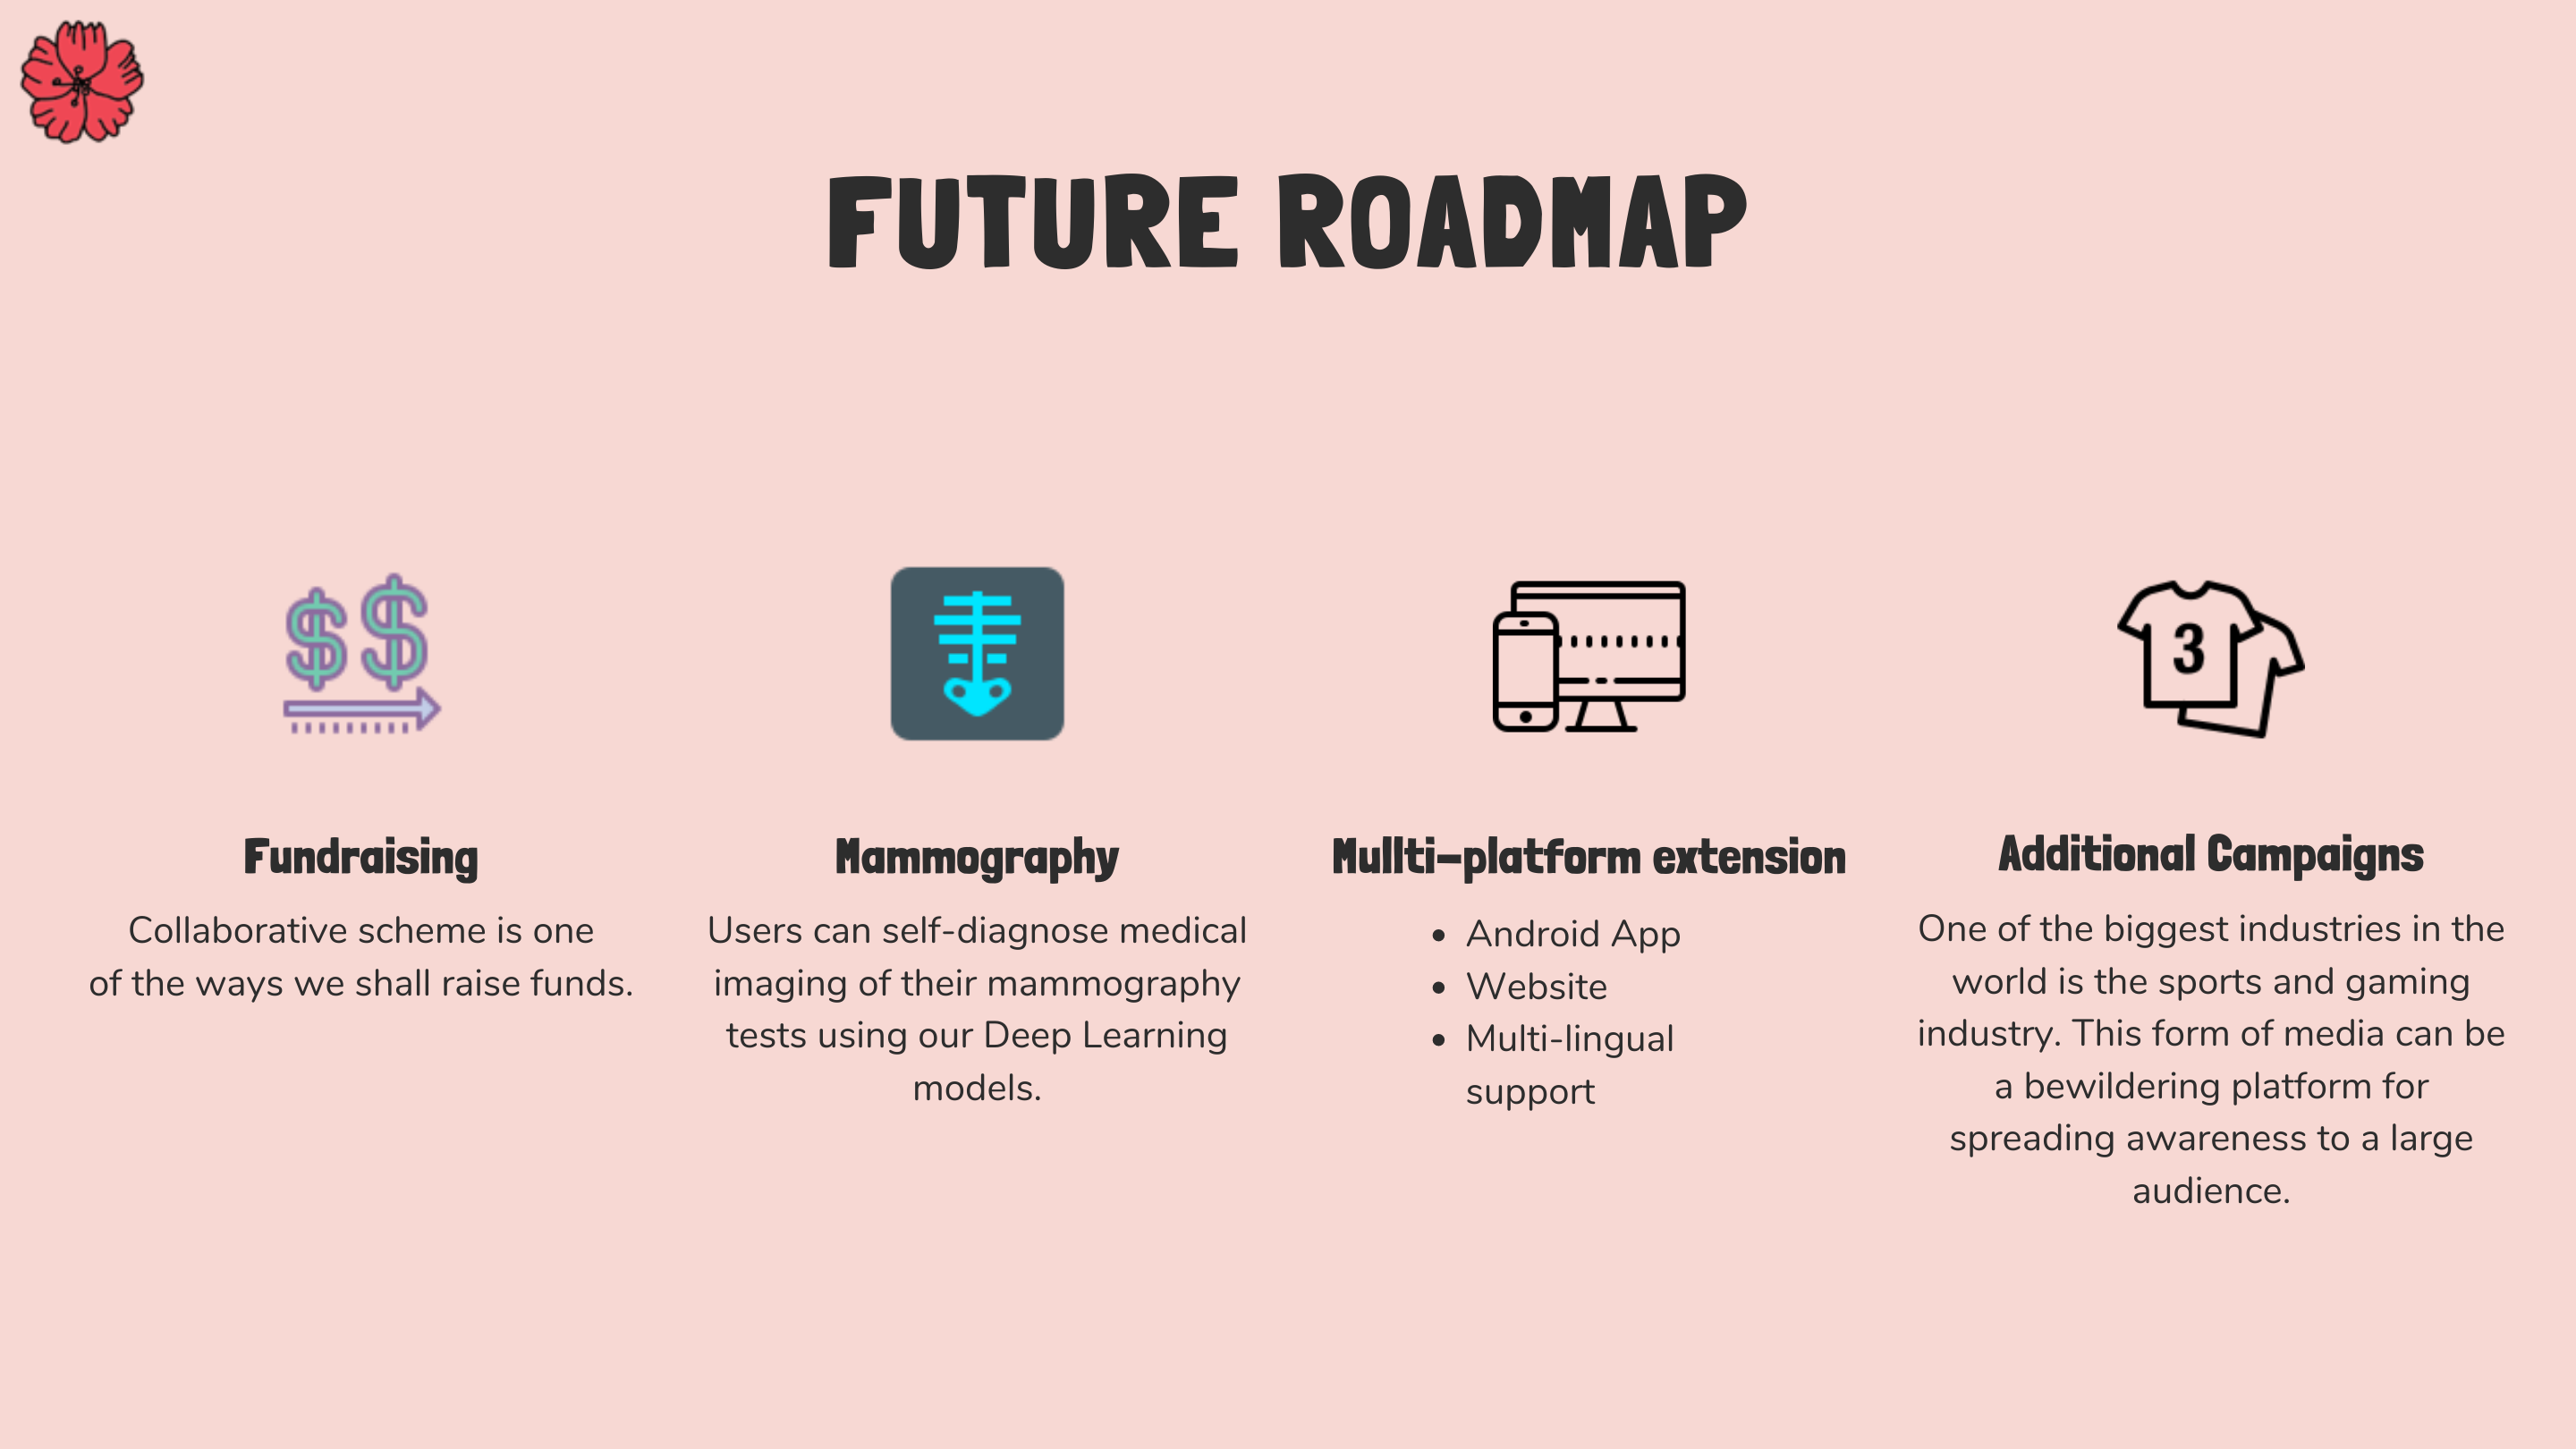 FUTURE ROADMAP
3
Fundraising
Collaborative scheme is one
of the ways we shall raise funds.
Mammography
Users can self-diagnose medical
imaging of their mammography
tests using our Deep Learning
models.
Mullti-platform extension
• Android App
• Website
• Multi-lingual
support
Additional Campaigns
One of the biggest industries in the
world is the sports and gaming
industry. This form of media can be
a bewildering platform for
spreading awareness to a large
audience.